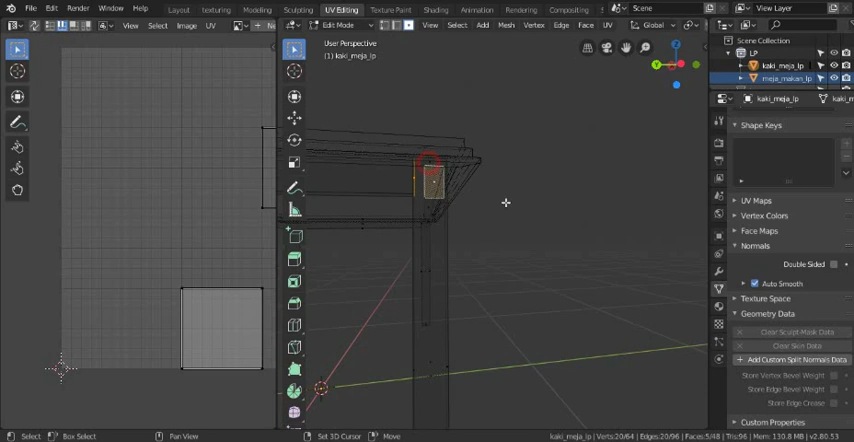 File Edit Render Window Help Layout texturing Modeling Sculpting UV Editing Texture Paint Shading Animation Rendering Compositing Scene View Layer
View Select Image UV Edit Mode View Select Add Mesh Vertex Edge Face UV Global
Scene Collection
LP
User Perspective
(1) kaki_meja_lp
kaki_meja_lp
meja_makan_lp
kaki_meja_lp
Shape Keys
UV Maps
Vertex Colors
Face Maps
Normals
Double Sided
Auto Smooth
Texture Space
Geometry Data
Clear Sculpt-Mask Data
Clear Skin Data
Add Custom Split Normals Data
Store Vertex Bevel Weight
Store Edge Bevel Weight
Store Edge Crease
Custom Properties
Select Box Select Pan View Set 3D Cursor Move kaki_meja_lp | Verts:20/64 | Edges:20/96 | Faces:5/48 | Tris:96 | Mem: 130.8 MB | v2.80.53